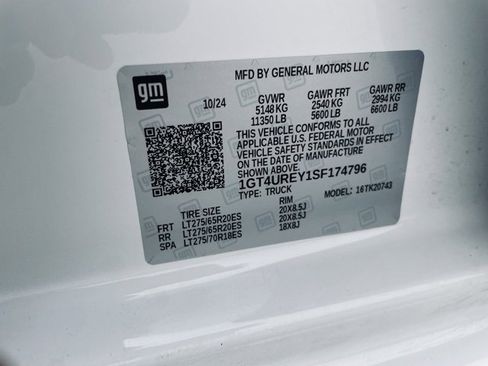 gm
MFD BY GENERAL MOTORS LLC
10/24 GVWR GAWR FRT GAWR RR
5148 KG 2540 KG 2994 KG
11350 LB 5600 LB 6600 LB
THIS VEHICLE CONFORMS TO ALL
APPLICABLE U.S. FEDERAL MOTOR
VEHICLE SAFETY STANDARDS IN EFFECT
ON THE DATE OF MANUFACTURE
SHOWN ABOVE.
1GT4UREY1SF174796
TYPE: TRUCK MODEL: 16TK20743
TIRE SIZE RIM
FRT LT275/65R20ES 20X8.5J
RR LT275/65R20ES 20X8.5J
SPA LT275/70R18ES 18X8J